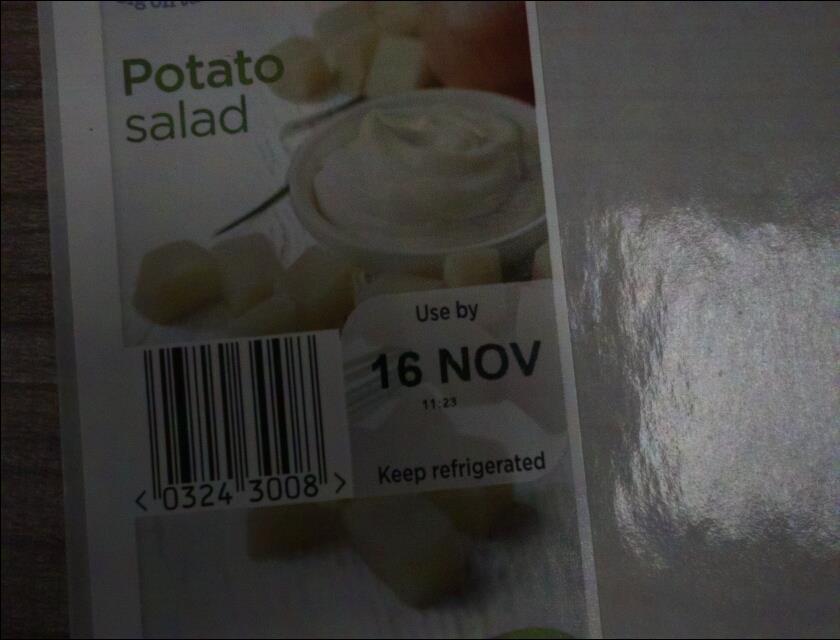 Potato
salad
Use by
16 NOV
11:23
Keep refrigerated
< 0324 3008 >